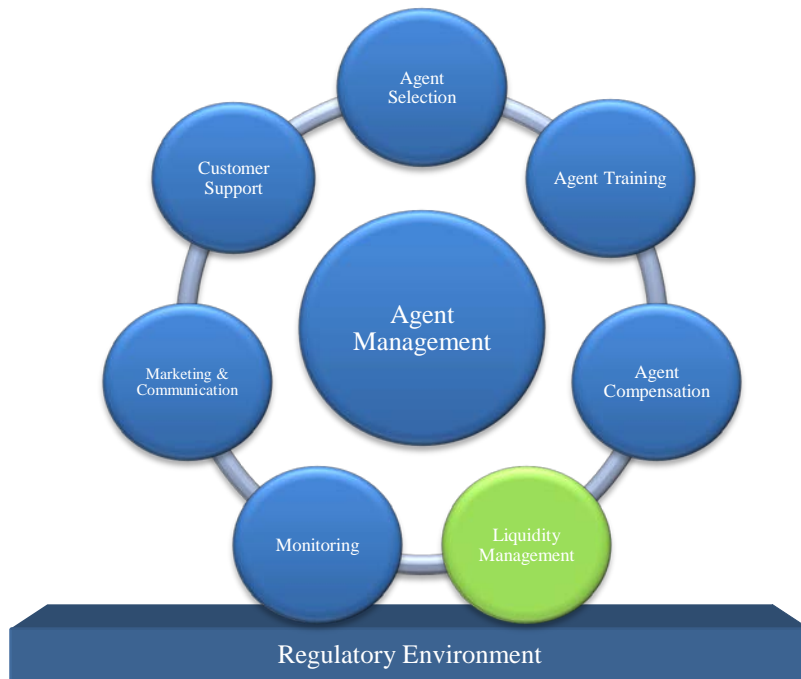 Agent
Selection
Customer
Support
Agent Training
Agent
Management
Marketing &
Communication
Agent
Compensation
Monitoring
Liquidity
Management
Regulatory Environment